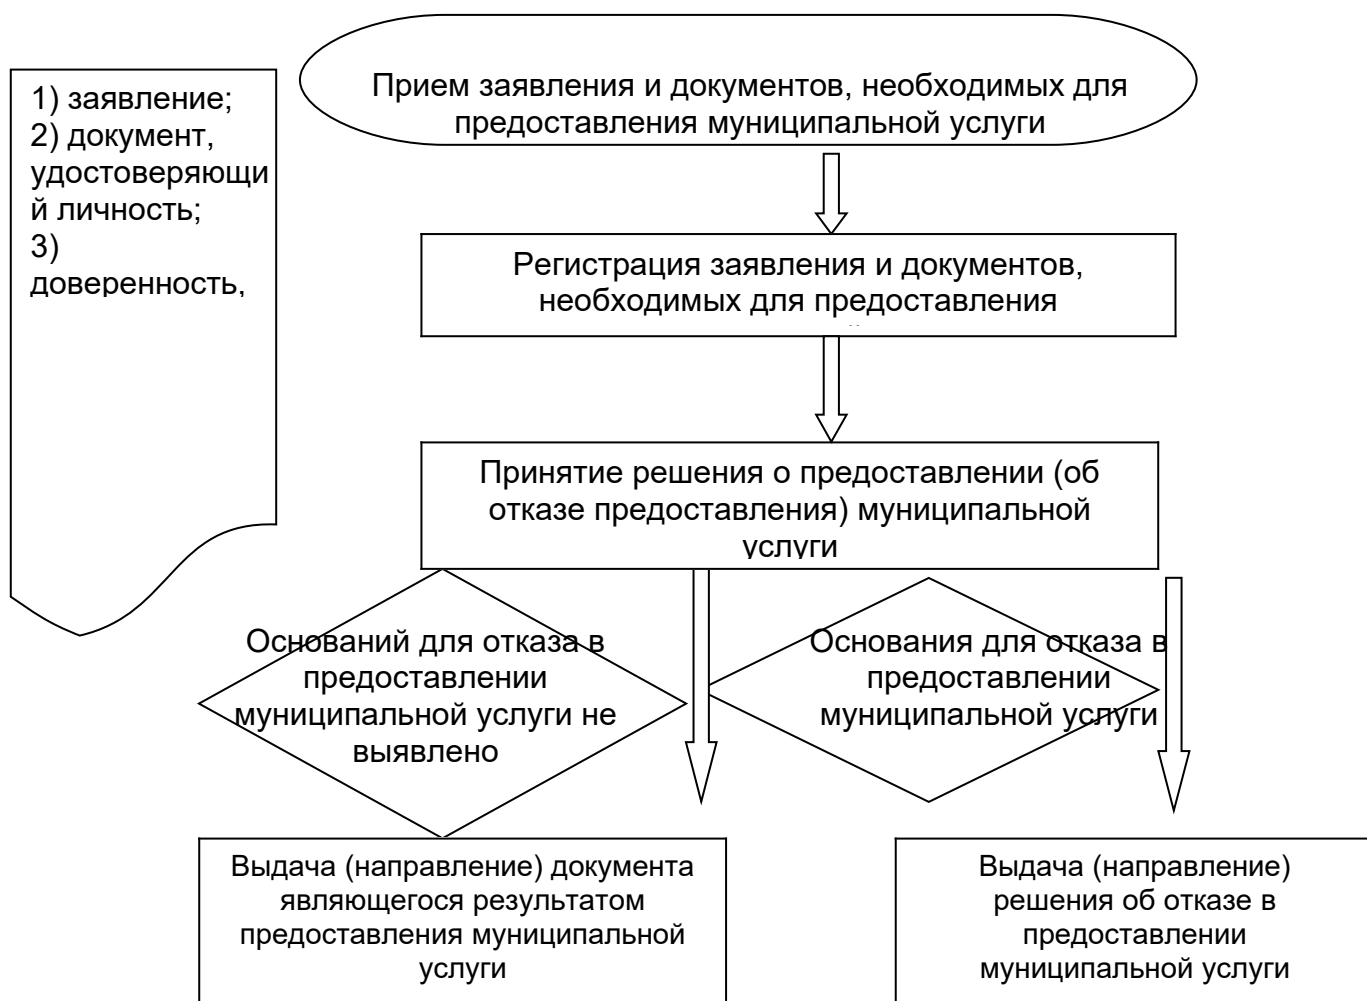 1) заявление;
2) документ,
удостоверяющи
й личность;
3)
доверенность,
Прием заявления и документов, необходимых для
предоставления муниципальной услуги
Регистрация заявления и документов,
необходимых для предоставления
Принятие решения о предоставлении (об
отказе предоставления) муниципальной
услуги
Оснований для отказа в
предоставлении
муниципальной услуги не
выявлено
Основания для отказа в
предоставлении
муниципальной услуги
Выдача (направление) документа
являющегося результатом
предоставления муниципальной
услуги
Выдача (направление)
решения об отказе в
предоставлении
муниципальной услуги